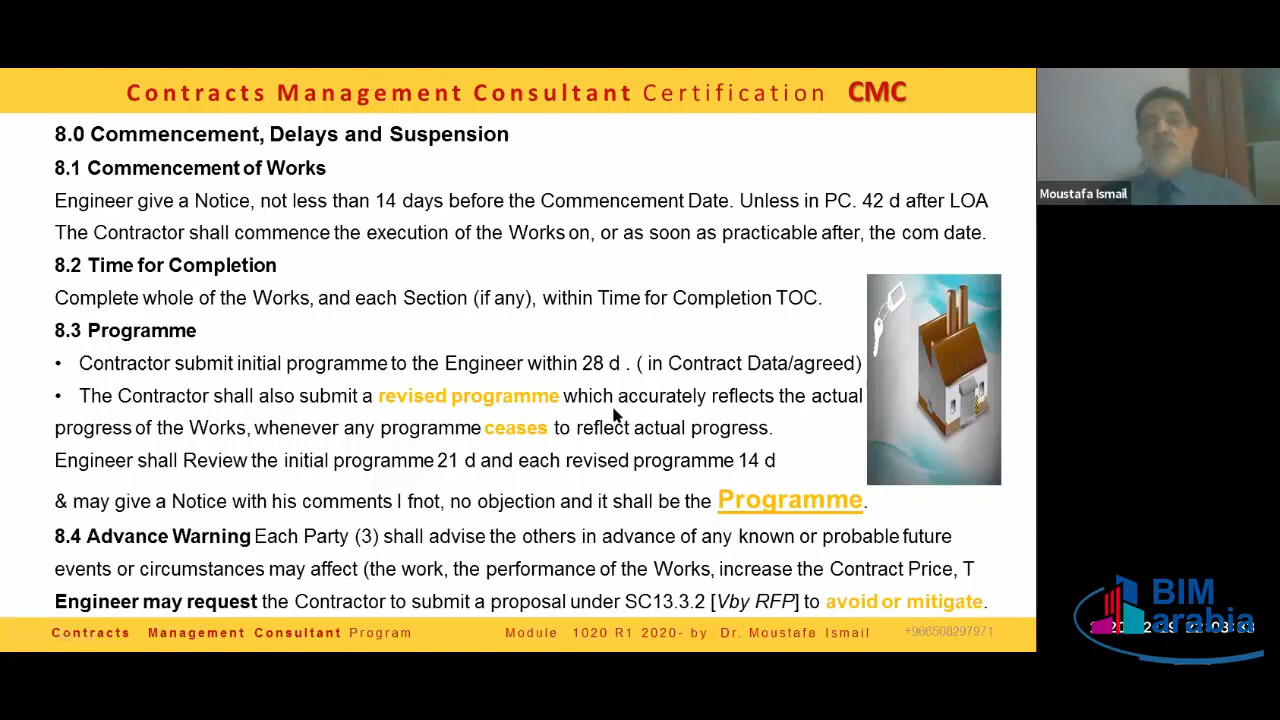 Contracts Management Consultant Certification CMC
8.0 Commencement, Delays and Suspension
8.1 Commencement of Works
Engineer give a Notice, not less than 14 days before the Commencement Date. Unless in PC. 42 d after LOA
The Contractor shall commence the execution of the Works on, or as soon as practicable after, the com date.
8.2 Time for Completion
Complete whole of the Works, and each Section (if any), within Time for Completion TOC.
8.3 Programme
• Contractor submit initial programme to the Engineer within 28 d . ( in Contract Data/agreed)
• The Contractor shall also submit a revised programme which accurately reflects the actual
progress of the Works, whenever any programme ceases to reflect actual progress.
Engineer shall Review the initial programme 21 d and each revised programme 14 d
& may give a Notice with his comments I fnot, no objection and it shall be the Programme.
8.4 Advance Warning Each Party (3) shall advise the others in advance of any known or probable future
events or circumstances may affect (the work, the performance of the Works, increase the Contract Price, T
Engineer may request the Contractor to submit a proposal under SC13.3.2 [Vby RFP] to avoid or mitigate.
Contracts Management Consultant Program
Module 1020 R1 2020- by Dr. Moustafa Ismail
+966508297971
Moustafa Ismail
BIM
arabia